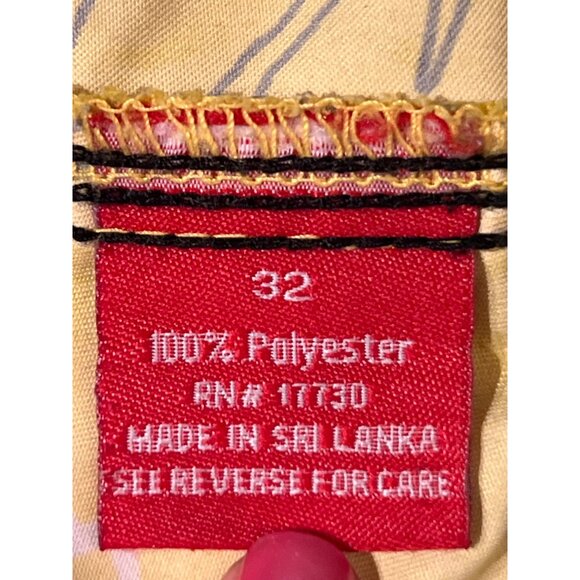 32
100% Polyester
RN# 17730
MADE IN SRI LANKA
SEE REVERSE FOR CARE